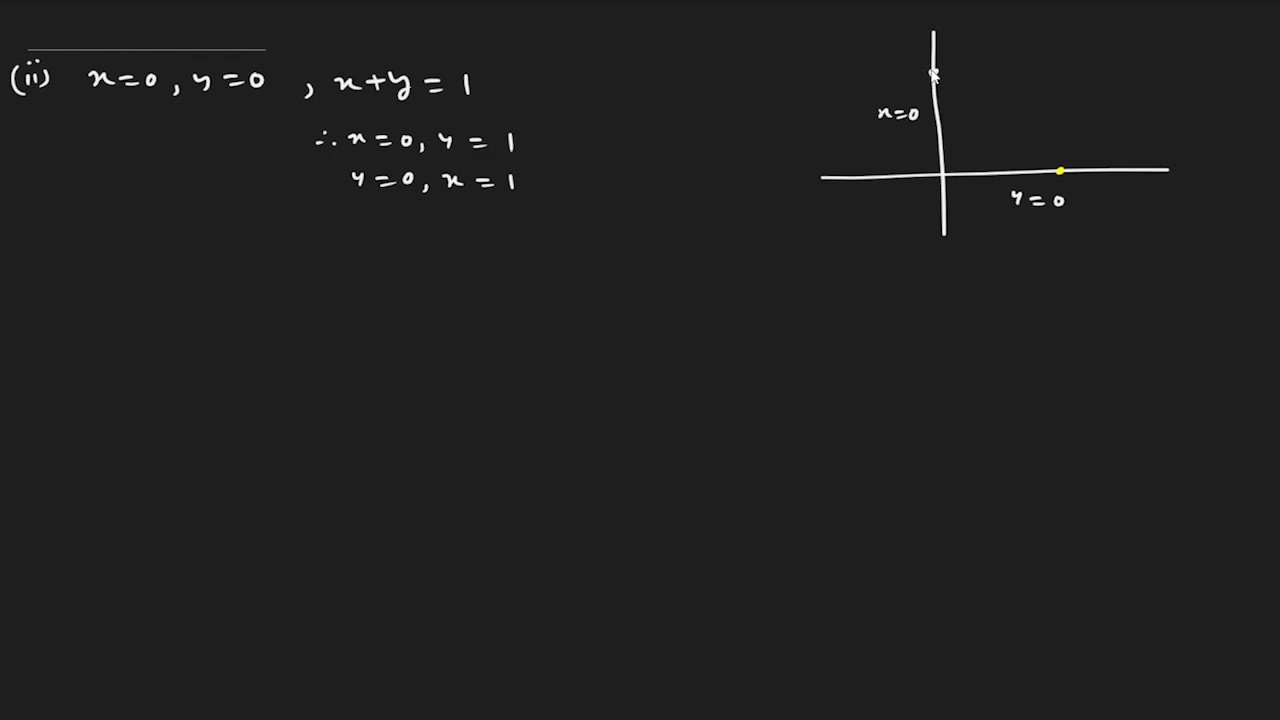 (ii) x=0, y=0, x+y=1
∴ x=0, y=1
y=0, x=1
x=0
y=0